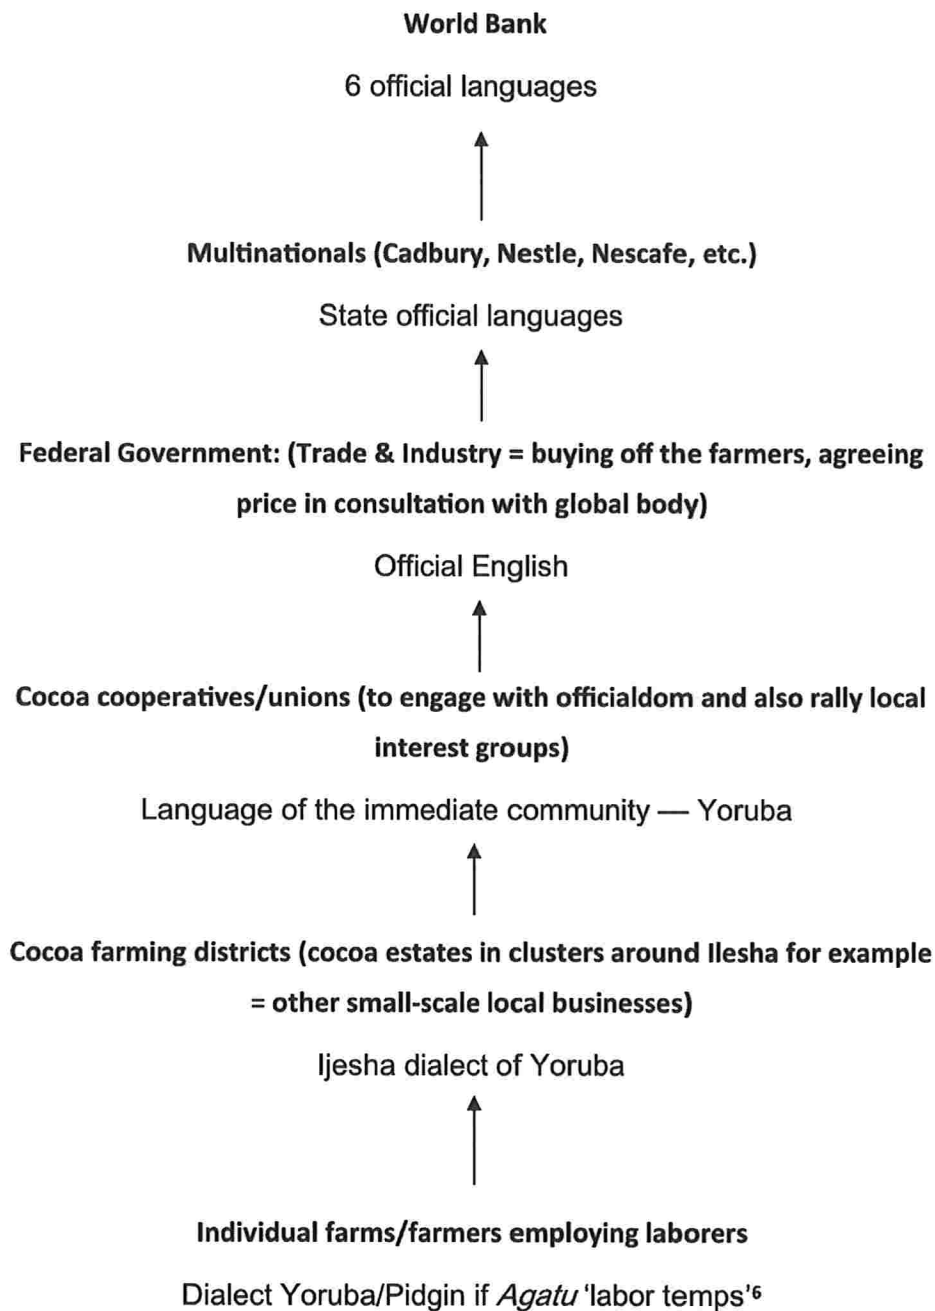 World Bank
6 official languages
Multinationals (Cadbury, Nestle, Nescafe, etc.)
State official languages
Federal Government: (Trade & Industry = buying off the farmers, agreeing
price in consultation with global body)
Official English
Cocoa cooperatives/unions (to engage with officialdom and also rally local
interest groups)
Language of the immediate community — Yoruba
Cocoa farming districts (cocoa estates in clusters around Ilesha for example
= other small-scale local businesses)
Ijesha dialect of Yoruba
Individual farms/farmers employing laborers
Dialect Yoruba/Pidgin if Agatu ‘labor temps’⁶